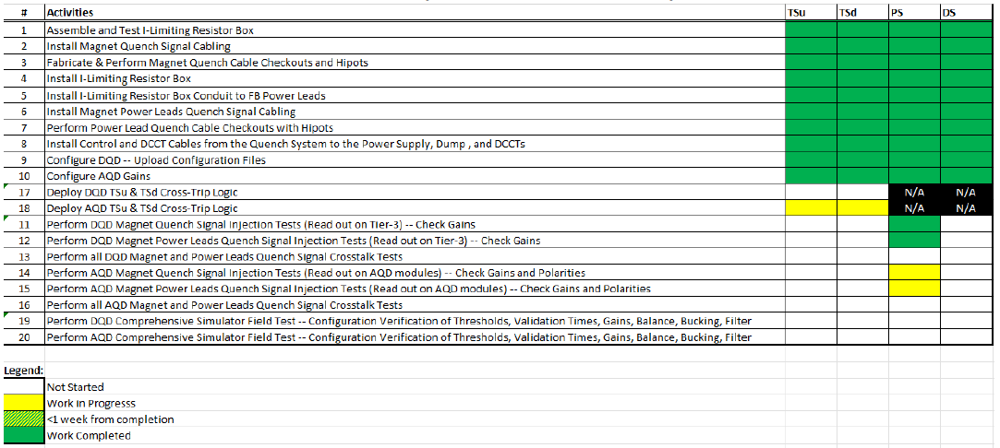 # Activities TSu TSd PS DS
1 Assemble and Test I-Limiting Resistor Box
2 Install Magnet Quench Signal Cabling
3 Fabricate & Perform Magnet Quench Cable Checkouts and Hipots
4 Install I-Limiting Resistor Box
5 Install I-Limiting Resistor Box Conduit to FB Power Leads
6 Install Magnet Power Leads Quench Signal Cabling
7 Perform Power Lead Quench Cable Checkouts with Hipots
8 Install Control and DCCT Cables from the Quench System to the Power Supply, Dump , and DCCTs
9 Configure DQD -- Upload Configuration Files
10 Configure AQD Gains
17 Deploy DQD TSu & TSd Cross-Trip Logic N/A N/A
18 Deploy AQD TSu & TSd Cross-Trip Logic N/A N/A
11 Perform DQD Magnet Quench Signal Injection Tests (Read out on Tier-3) -- Check Gains
12 Perform DQD Magnet Power Leads Quench Signal Injection Tests (Read out on Tier-3) -- Check Gains
13 Perform all DQD Magnet and Power Leads Quench Signal Crosstalk Tests
14 Perform AQD Magnet Quench Signal Injection Tests (Read out on AQD modules) -- Check Gains and Polarities
15 Perform AQD Magnet Power Leads Quench Signal Injection Tests (Read out on AQD modules) -- Check Gains and Polarities
16 Perform all AQD Magnet and Power Leads Quench Signal Crosstalk Tests
19 Perform DQD Comprehensive Simulator Field Test -- Configuration Verification of Thresholds, Validation Times, Gains, Balance, Bucking, Filter
20 Perform AQD Comprehensive Simulator Field Test -- Configuration Verification of Thresholds, Validation Times, Gains, Balance, Bucking, Filter
Legend:
Not Started
Work in Progresss
<1 week from completion
Work Completed